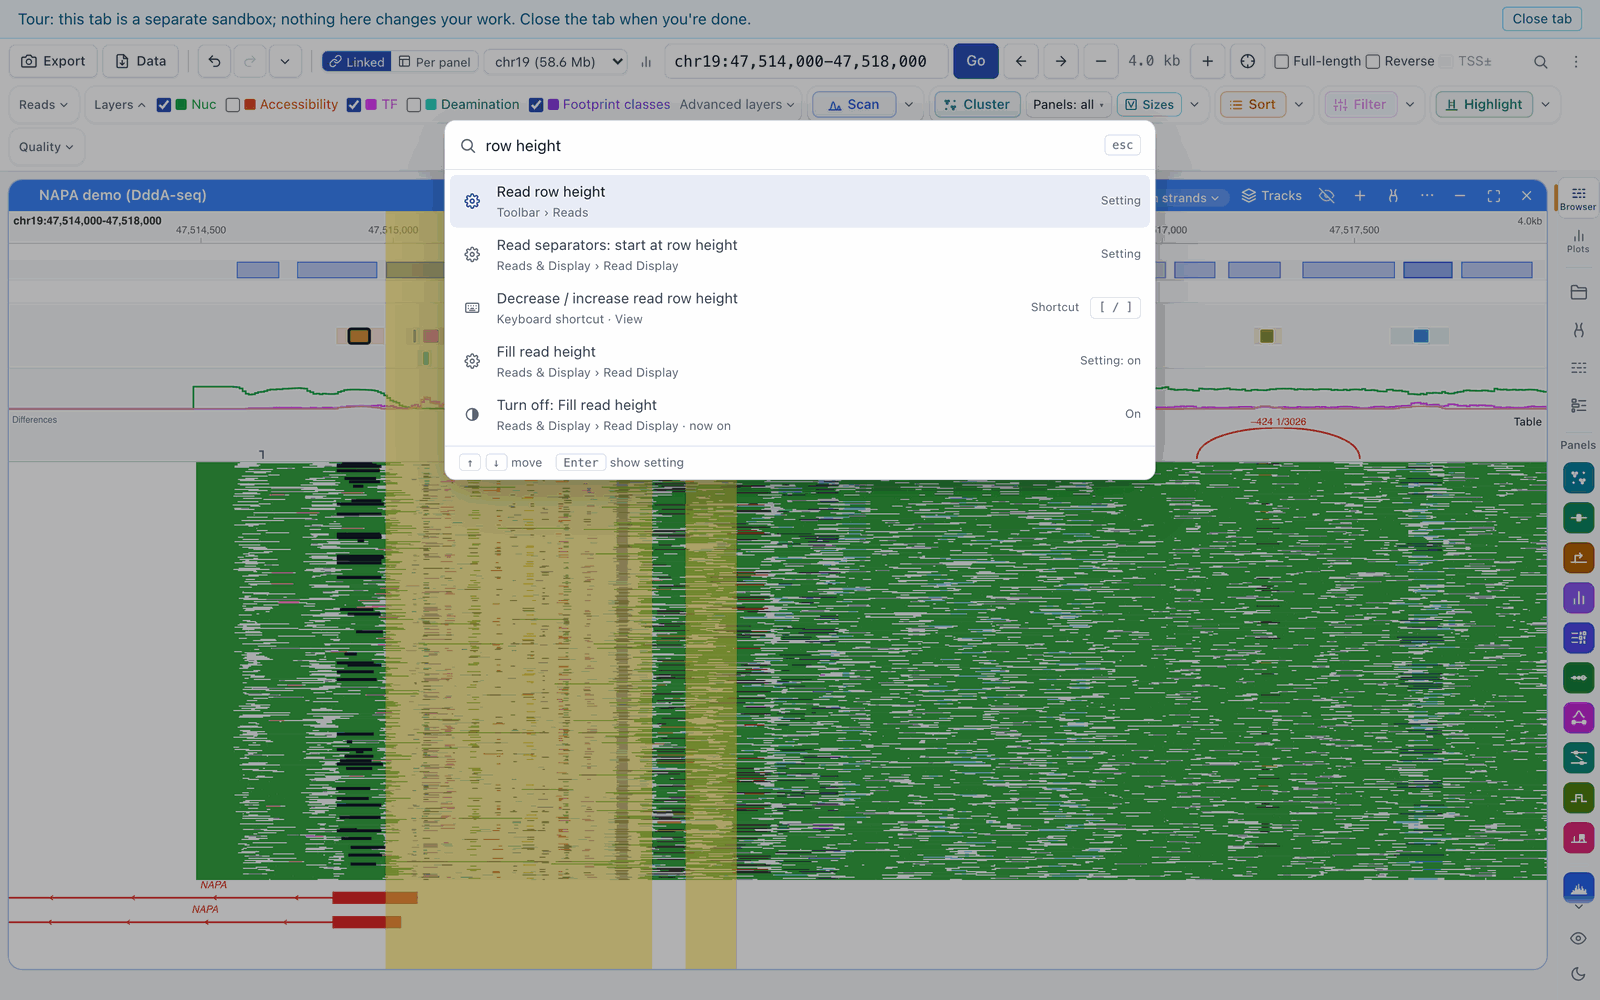 Tour: this tab is a separate sandbox; nothing here changes your work. Close the tab when you're done. Close tab
Export Data Linked Per panel chr19 (58.6 Mb) chr19:47,514,000–47,518,000 Go 4.0 kb Full-length Reverse TSS±
Reads Layers Nuc Accessibility TF Deamination Footprint classes Advanced layers Scan Cluster Panels: all Sizes Sort Filter Highlight
Quality
row height esc
Read row height
Toolbar › Reads
Setting
Read separators: start at row height
Reads & Display › Read Display
Setting
Decrease / increase read row height
Keyboard shortcut · View
Shortcut [ / ]
Fill read height
Reads & Display › Read Display
Setting: on
Turn off: Fill read height
Reads & Display › Read Display · now on
On
↑ ↓ move Enter show setting
NAPA demo (DddA-seq) strands Tracks
chr19:47,514,000-47,518,000 4.0kb
47,514,500 47,515,000 47,517,500
Differences
-424 1/3026
Table
NAPA
NAPA
Browser
Plots
Panels